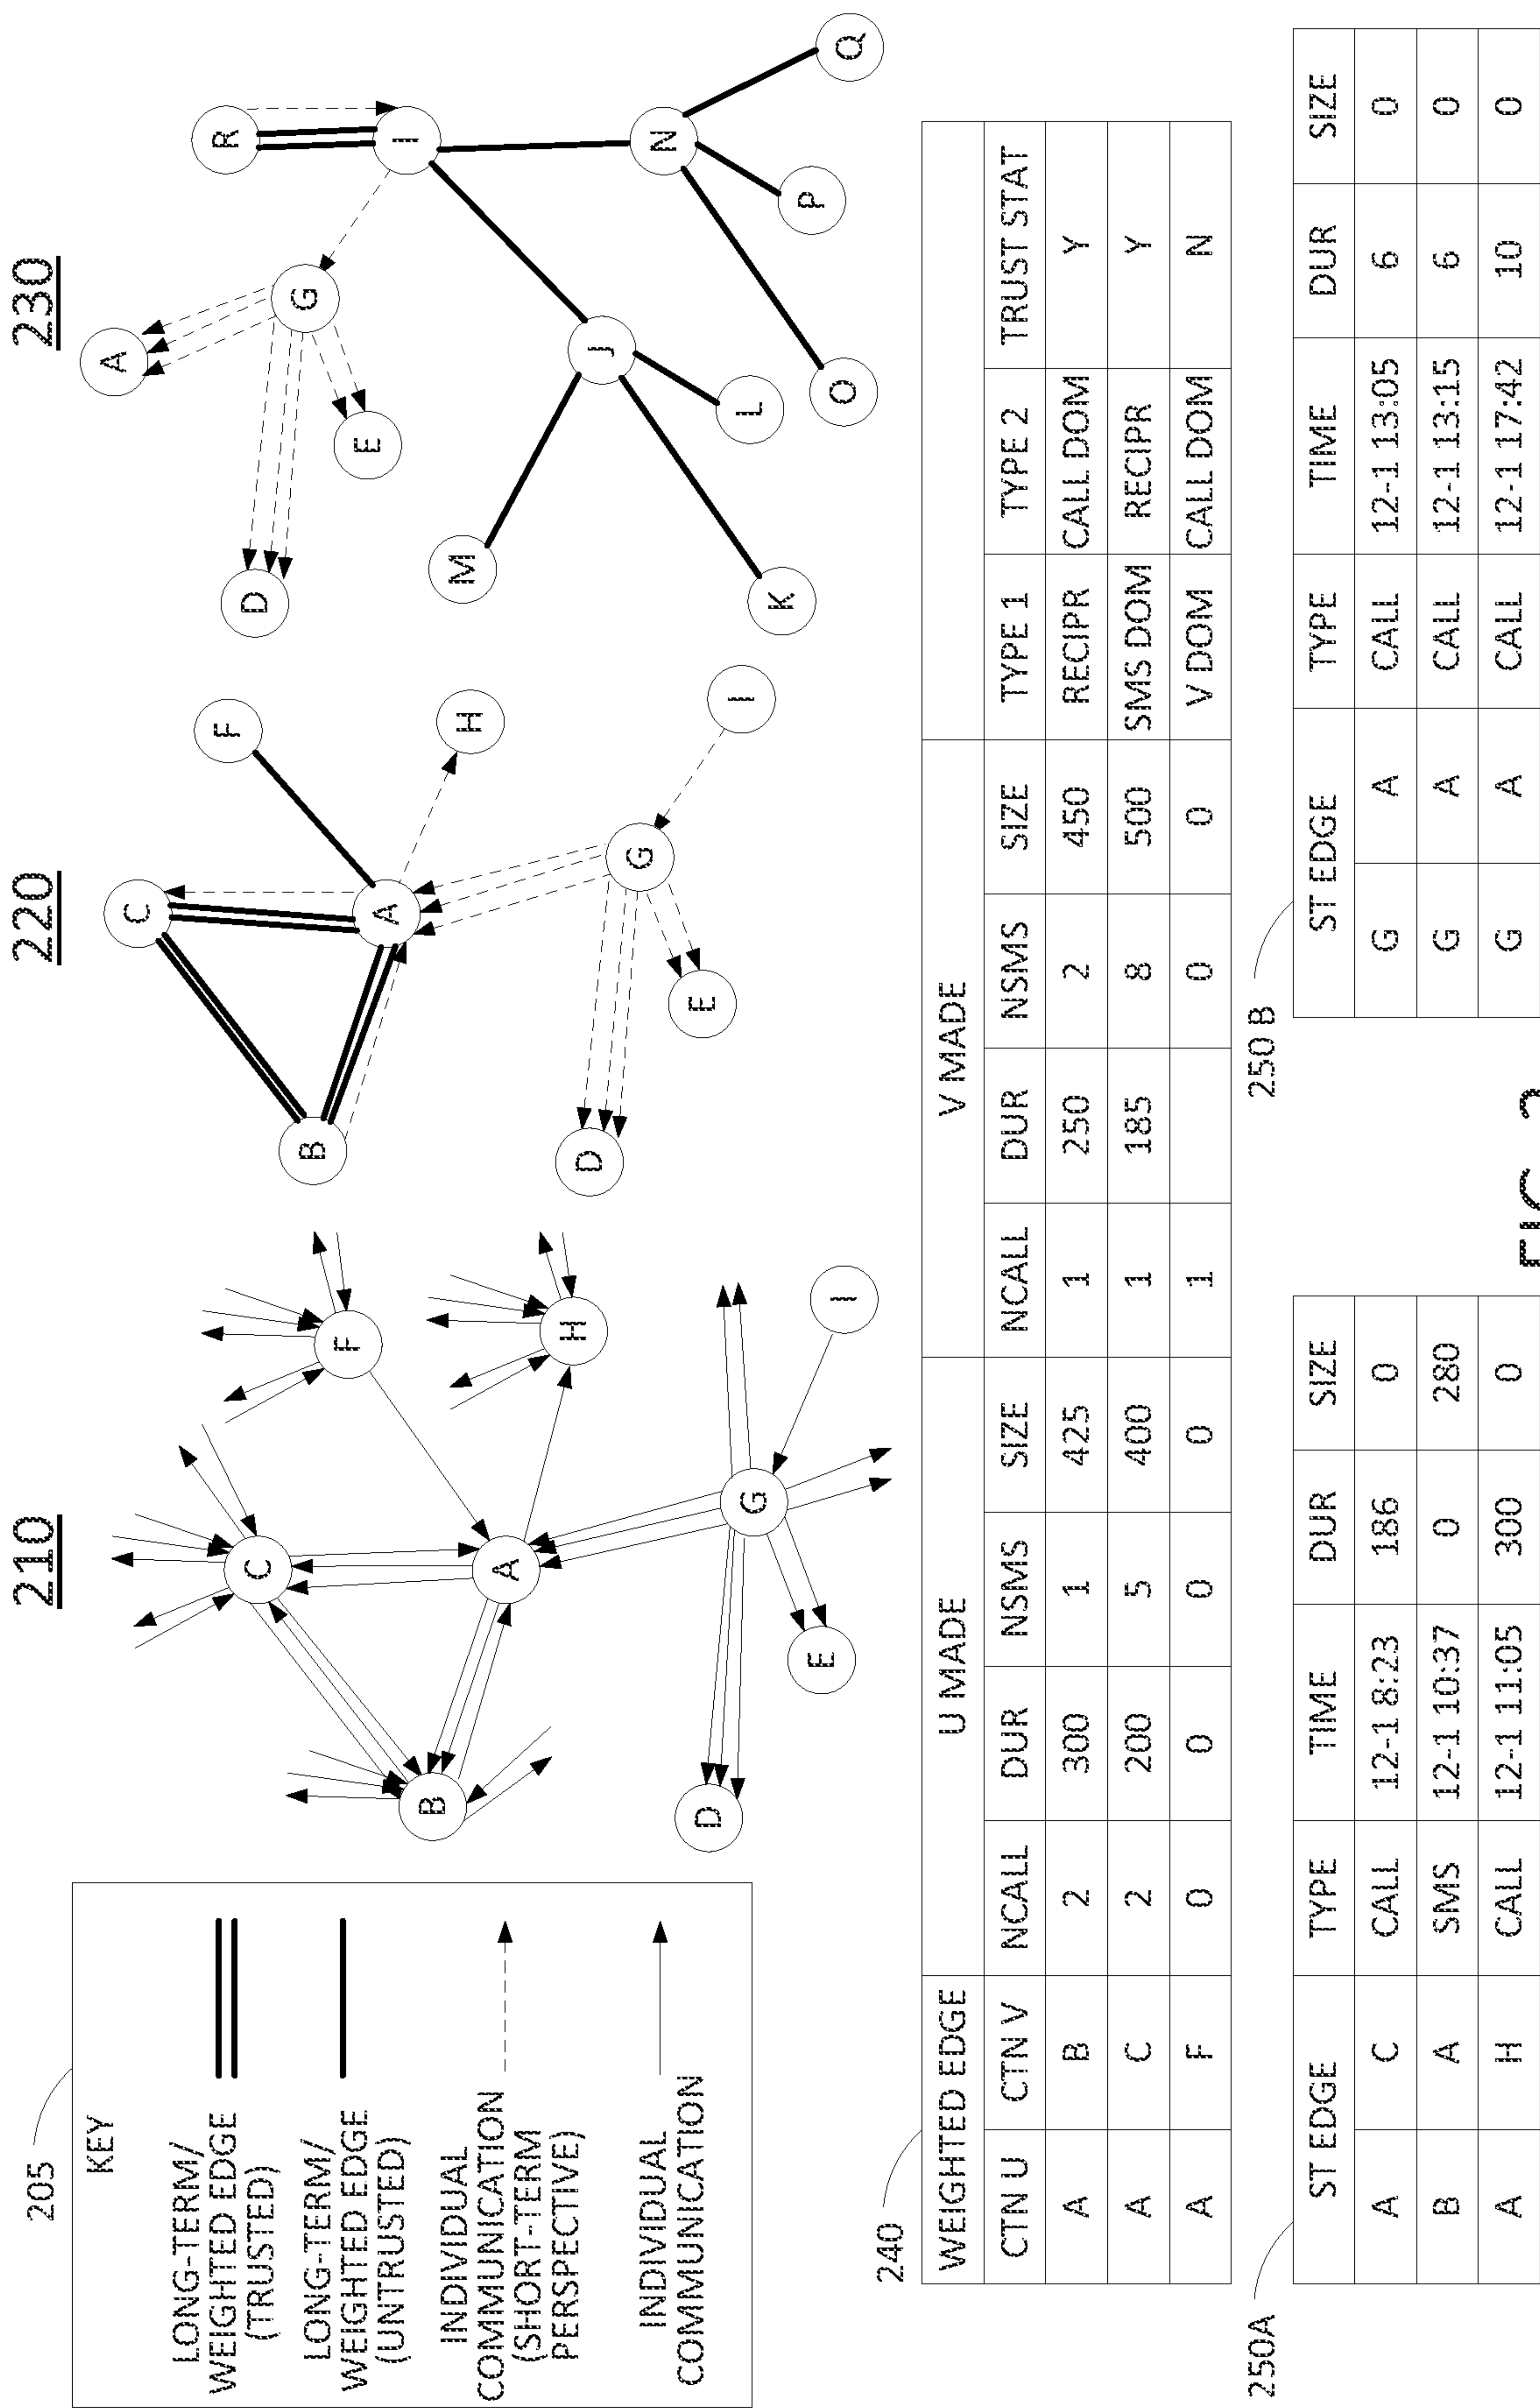 205
KEY
LONG-TERM/
WEIGHTED EDGE
(TRUSTED)
LONG-TERM/
WEIGHTED EDGE
(UNTRUSTED)
INDIVIDUAL
COMMUNICATION
(SHORT-TERM
PERSPECTIVE)
INDIVIDUAL
COMMUNICATION
210
C
F
B
A
H
D
G
E
I
220
C
F
B
A
H
D
G
E
I
230
A
R
D
G
I
E
M
J
N
Q
L
P
K
O
240
WEIGHTED EDGE U MADE V MADE
CTN U CTN V NCALL DUR NSMS SIZE NCALL DUR NSMS SIZE TYPE 1 TYPE 2 TRUST STAT
A B 2 300 1 425 1 250 2 450 RECIPR CALL DOM Y
A C 2 200 5 400 1 185 8 500 SMS DOM RECIPR Y
A F 0 0 0 0 1 0 0 V DOM CALL DOM N
250A
ST EDGE TYPE TIME DUR SIZE
A C CALL 12-1 8:23 186 0
B A SMS 12-1 10:37 0 280
A H CALL 12-1 11:05 300 0
250 B
ST EDGE TYPE TIME DUR SIZE
G A CALL 12-1 13:05 6 0
G A CALL 12-1 13:15 6 0
G A CALL 12-1 17:42 10 0